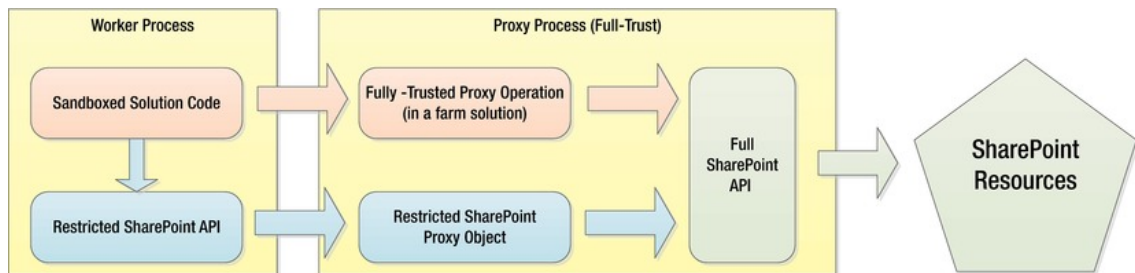 Worker Process
Proxy Process (Full-Trust)
Sandboxed Solution Code
Fully -Trusted Proxy Operation
(in a farm solution)
Full
SharePoint
API
SharePoint
Resources
Restricted SharePoint API
Restricted SharePoint
Proxy Object